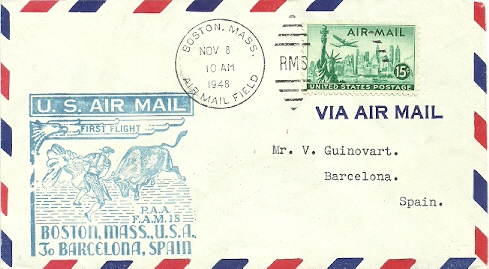 BOSTON, MASS.
NOV 8
10 AM
1948
AIR MAIL FIELD
RMS
AIR-MAIL
15¢
UNITED STATES POSTAGE
U.S. AIR MAIL
FIRST FLIGHT
P.A.A.
F.A.M. 18
BOSTON, MASS., U.S.A.
To BARCELONA, SPAIN
VIA AIR MAIL
Mr. V. Guinovart.
Barcelona.
Spain.